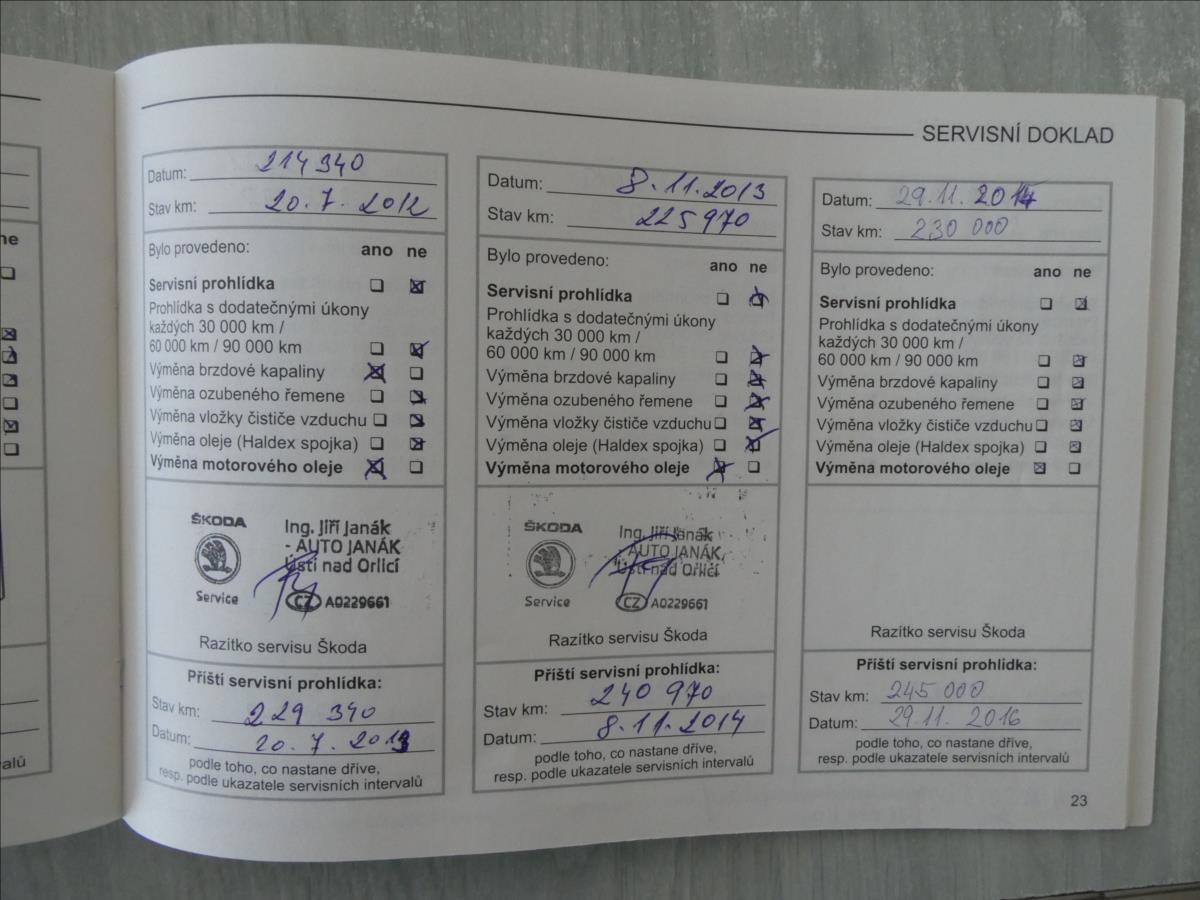 SERVISNÍ DOKLAD
Datum: 214 340
Stav km: 20.7.2012
Bylo provedeno: ano ne
Servisní prohlídka
Prohlídka s dodatečnými úkony
každých 30 000 km /
60 000 km / 90 000 km
Výměna brzdové kapaliny
Výměna ozubeného řemene
Výměna vložky čističe vzduchu
Výměna oleje (Haldex spojka)
Výměna motorového oleje
ŠKODA
Service
Ing. Jiří Janák
- AUTO JANÁK
Ústí nad Orlicí
CZ A0229661
Razítko servisu Škoda
Příští servisní prohlídka:
Stav km: 229 340
Datum: 20.7.2013
podle toho, co nastane dříve,
resp. podle ukazatele servisních intervalů
Datum: 8.11.2013
Stav km: 225970
Bylo provedeno: ano ne
Servisní prohlídka
Prohlídka s dodatečnými úkony
každých 30 000 km /
60 000 km / 90 000 km
Výměna brzdové kapaliny
Výměna ozubeného řemene
Výměna vložky čističe vzduchu
Výměna oleje (Haldex spojka)
Výměna motorového oleje
ŠKODA
Service
Ing. Jiří Janák
- AUTO JANÁK
Ústí nad Orlicí
CZ A0229661
Razítko servisu Škoda
Příští servisní prohlídka:
Stav km: 240 970
Datum: 8.11.2014
podle toho, co nastane dříve,
resp. podle ukazatele servisních intervalů
Datum: 29.11.2014
Stav km: 230 000
Bylo provedeno: ano ne
Servisní prohlídka
Prohlídka s dodatečnými úkony
každých 30 000 km /
60 000 km / 90 000 km
Výměna brzdové kapaliny
Výměna ozubeného řemene
Výměna vložky čističe vzduchu
Výměna oleje (Haldex spojka)
Výměna motorového oleje
Razítko servisu Škoda
Příští servisní prohlídka:
Stav km: 245 000
Datum: 29.11.2016
podle toho, co nastane dříve,
resp. podle ukazatele servisních intervalů
23
ne
valů